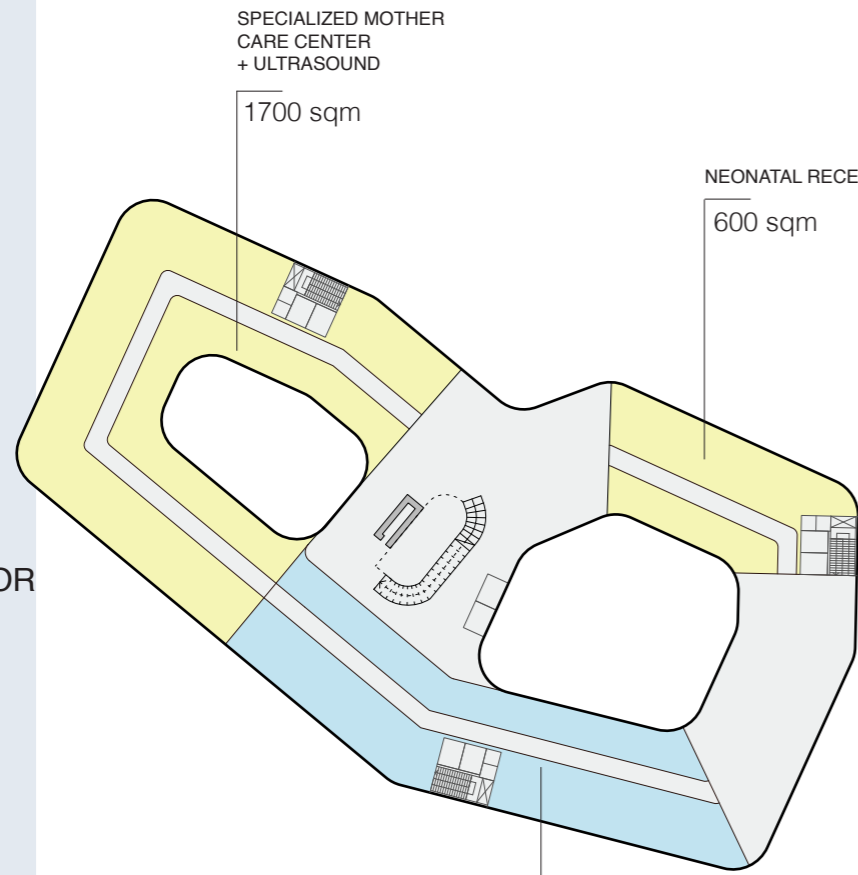 SPECIALIZED MOTHER
CARE CENTER
+ ULTRASOUND
1700 sqm
NEONATAL RECE
600 sqm
OR